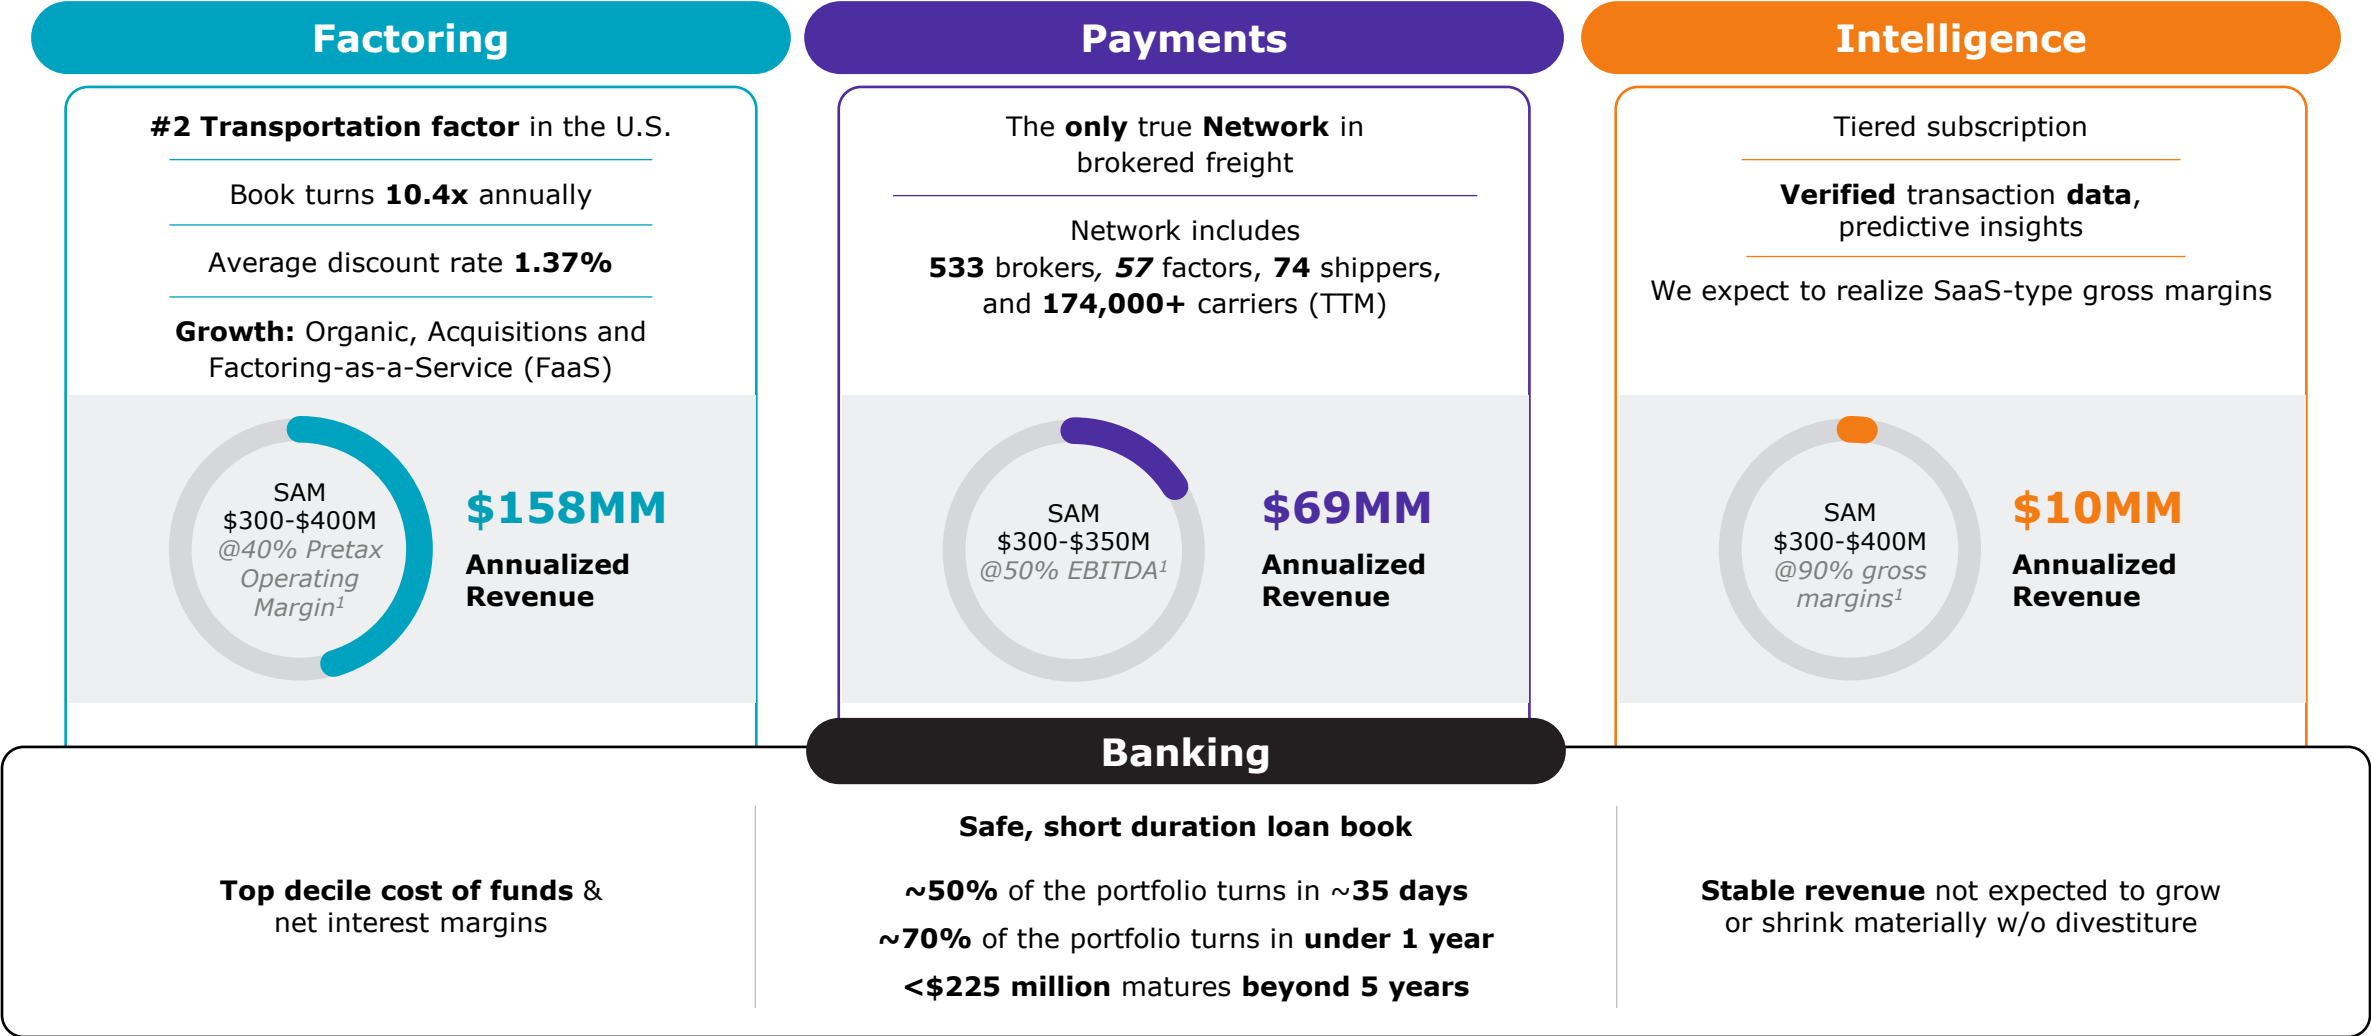 Factoring
#2 Transportation factor in the U.S.
Book turns 10.4x annually
Average discount rate 1.37%
Growth: Organic, Acquisitions and
Factoring-as-a-Service (FaaS)
SAM
$300-$400M
@40% Pretax
Operating
Margin1
$158MM
Annualized
Revenue
Payments
The only true Network in
brokered freight
Network includes
533 brokers, 57 factors, 74 shippers,
and 174,000+ carriers (TTM)
SAM
$300-$350M
@50% EBITDA1
$69MM
Annualized
Revenue
Intelligence
Tiered subscription
Verified transaction data,
predictive insights
We expect to realize SaaS-type gross margins
SAM
$300-$400M
@90% gross
margins1
$10MM
Annualized
Revenue
Banking
Top decile cost of funds &
net interest margins
Safe, short duration loan book
~50% of the portfolio turns in ~35 days
~70% of the portfolio turns in under 1 year
<$225 million matures beyond 5 years
Stable revenue not expected to grow
or shrink materially w/o divestiture